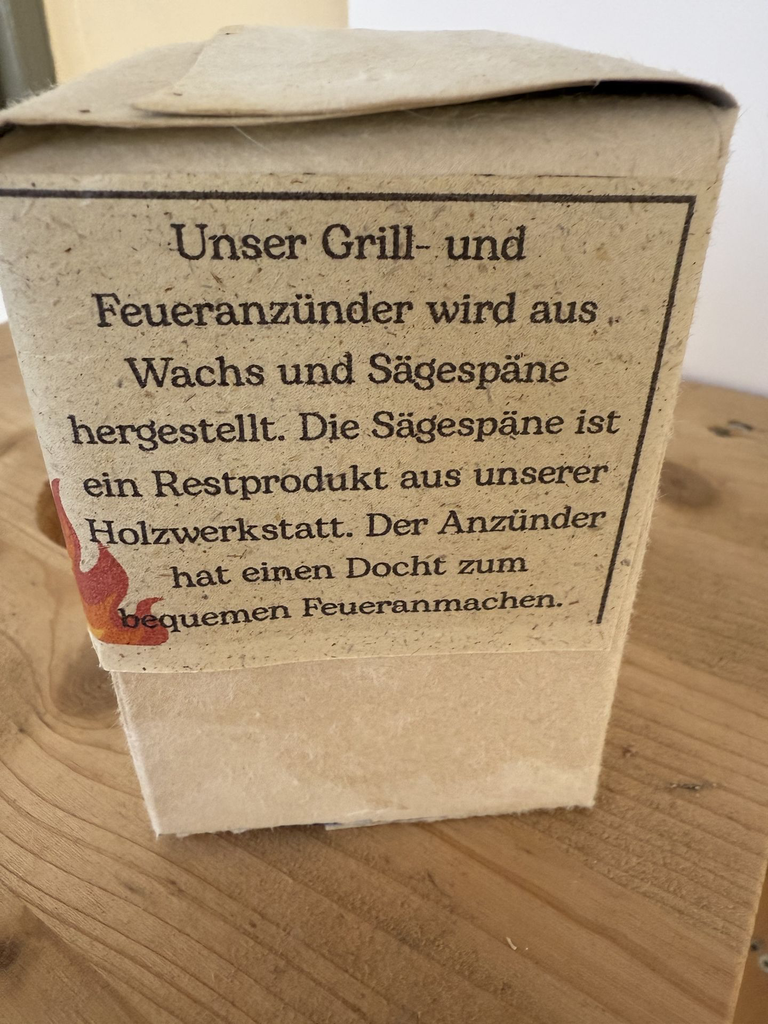 Unser Grill- und
Feueranzünder wird aus
Wachs und Sägespäne
hergestellt. Die Sägespäne ist
ein Restprodukt aus unserer
Holzwerkstatt. Der Anzünder
hat einen Docht zum
bequemen Feueranmachen.